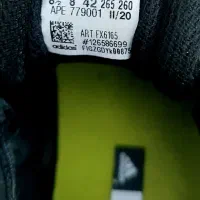 8½ 8 42 265 260
APE 779001 11/20
ART FX6165
#126586699
adidas